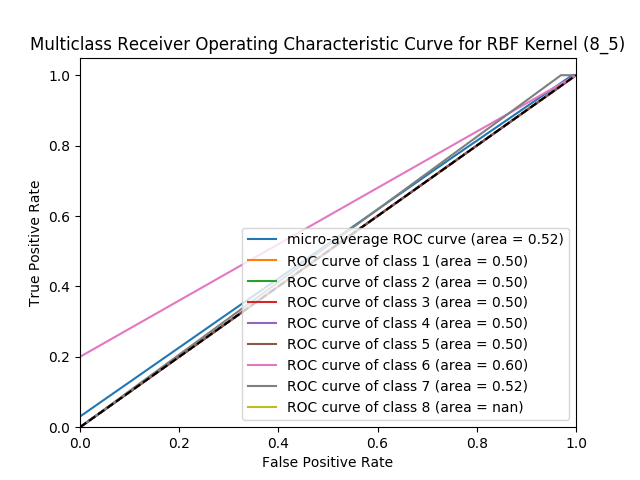 Multiclass Receiver Operating Characteristic Curve for RBF Kernel (8_5)
1.0
0.8
0.6
0.4
0.2
0.0
True Positive Rate
micro-average ROC curve (area = 0.52)
ROC curve of class 1 (area = 0.50)
ROC curve of class 2 (area = 0.50)
ROC curve of class 3 (area = 0.50)
ROC curve of class 4 (area = 0.50)
ROC curve of class 5 (area = 0.50)
ROC curve of class 6 (area = 0.60)
ROC curve of class 7 (area = 0.52)
ROC curve of class 8 (area = nan)
0.0 0.2 0.4 0.6 0.8 1.0
False Positive Rate